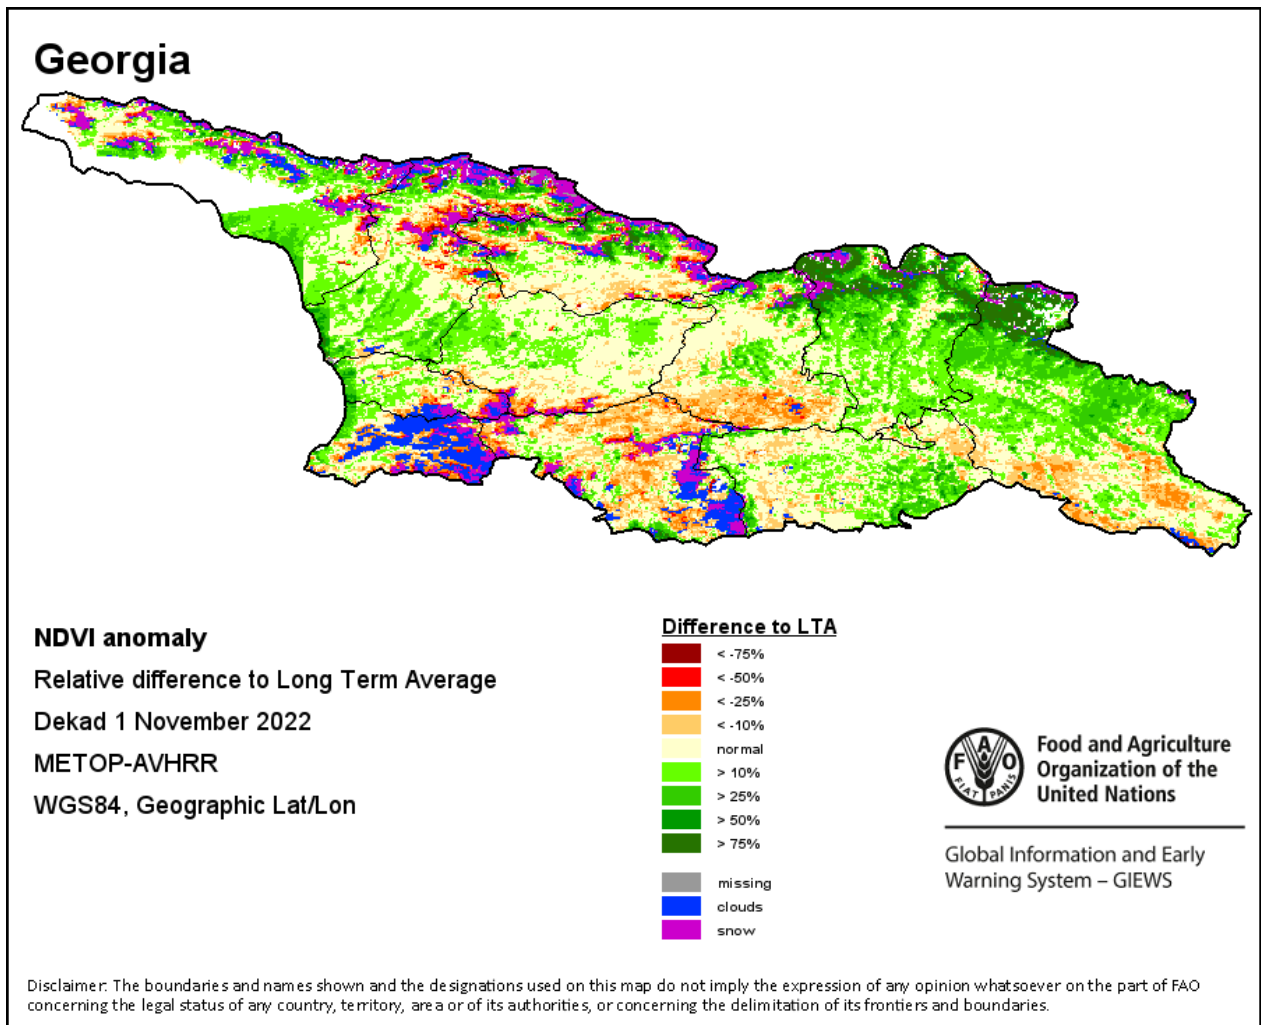 Georgia
NDVI anomaly
Relative difference to Long Term Average
Dekad 1 November 2022
METOP-AVHRR
WGS84, Geographic Lat/Lon
Difference to LTA
< -75%
< -50%
< -25%
< -10%
normal
> 10%
> 25%
> 50%
> 75%
missing
clouds
snow
F A O
FIAT PANIS
Food and Agriculture
Organization of the
United Nations
Global Information and Early
Warning System – GIEWS
Disclaimer: The boundaries and names shown and the designations used on this map do not imply the expression of any opinion whatsoever on the part of FAO
concerning the legal status of any country, territory, area or of its authorities, or concerning the delimitation of its frontiers and boundaries.